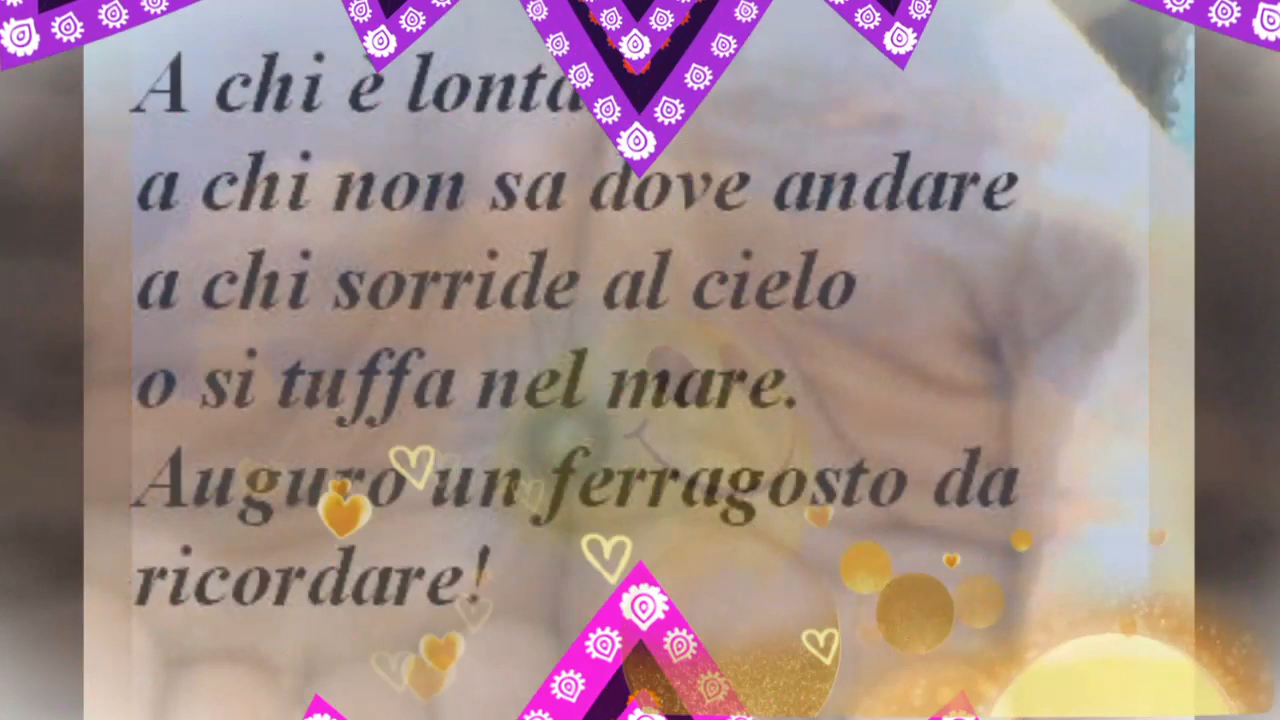 A chi è
a chi non sa dove andare
a chi sorride al cielo
o si tuffa nel mare.
Auguro un ferragosto da
ricordare!